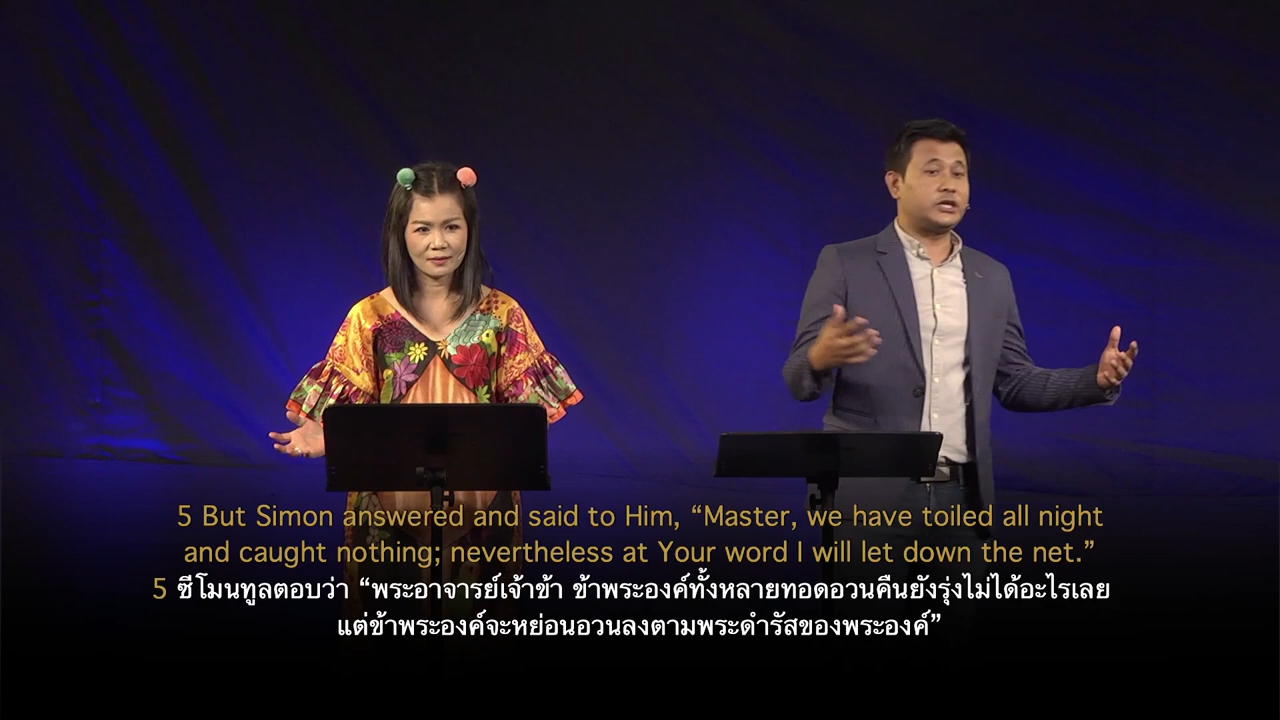 5 But Simon answered and said to Him, “Master, we have toiled all night
and caught nothing; nevertheless at Your word I will let down the net.”
5 ซีโมนทูลตอบว่า “พระอาจารย์เจ้าข้า ข้าพระองค์ทั้งหลายทอดอวนคืนยังรุ่งไม่ได้อะไรเลย
แต่ข้าพระองค์จะหย่อนอวนลงตามพระดำรัสของพระองค์”